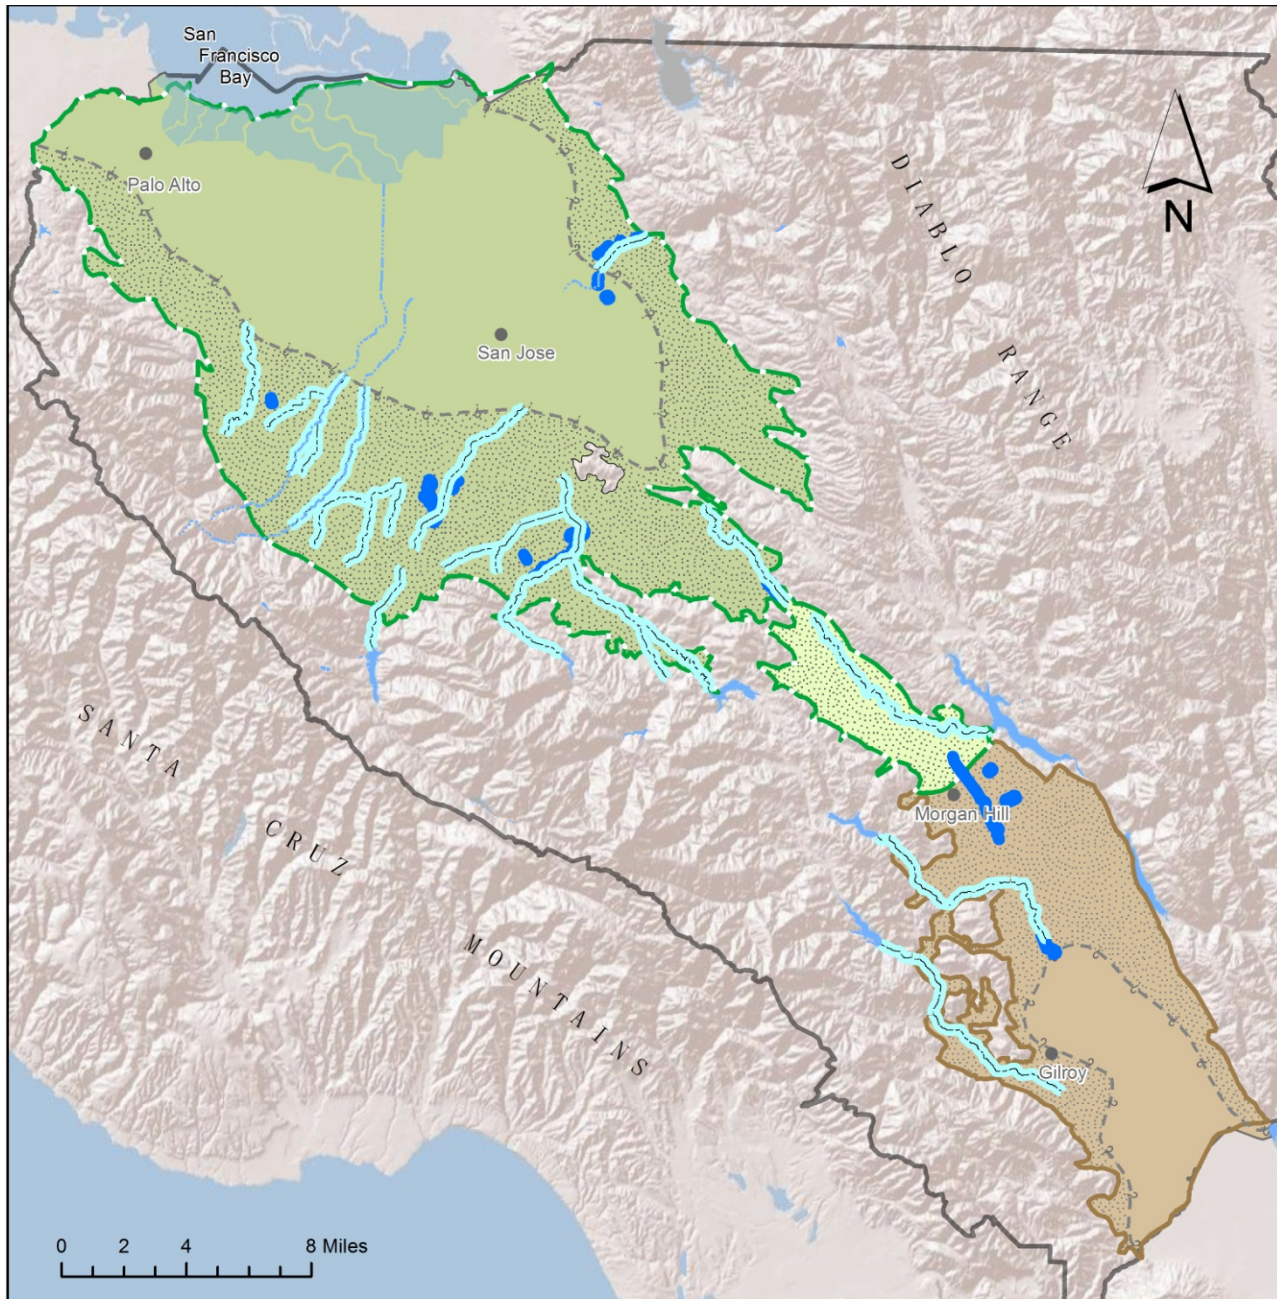 San
Francisco
Bay
Palo Alto
San Jose
DIABLO
RANGE
N
SANTA
CRUZ
MOUNTAINS
Morgan Hill
Gilroy
0 2 4 8 Miles